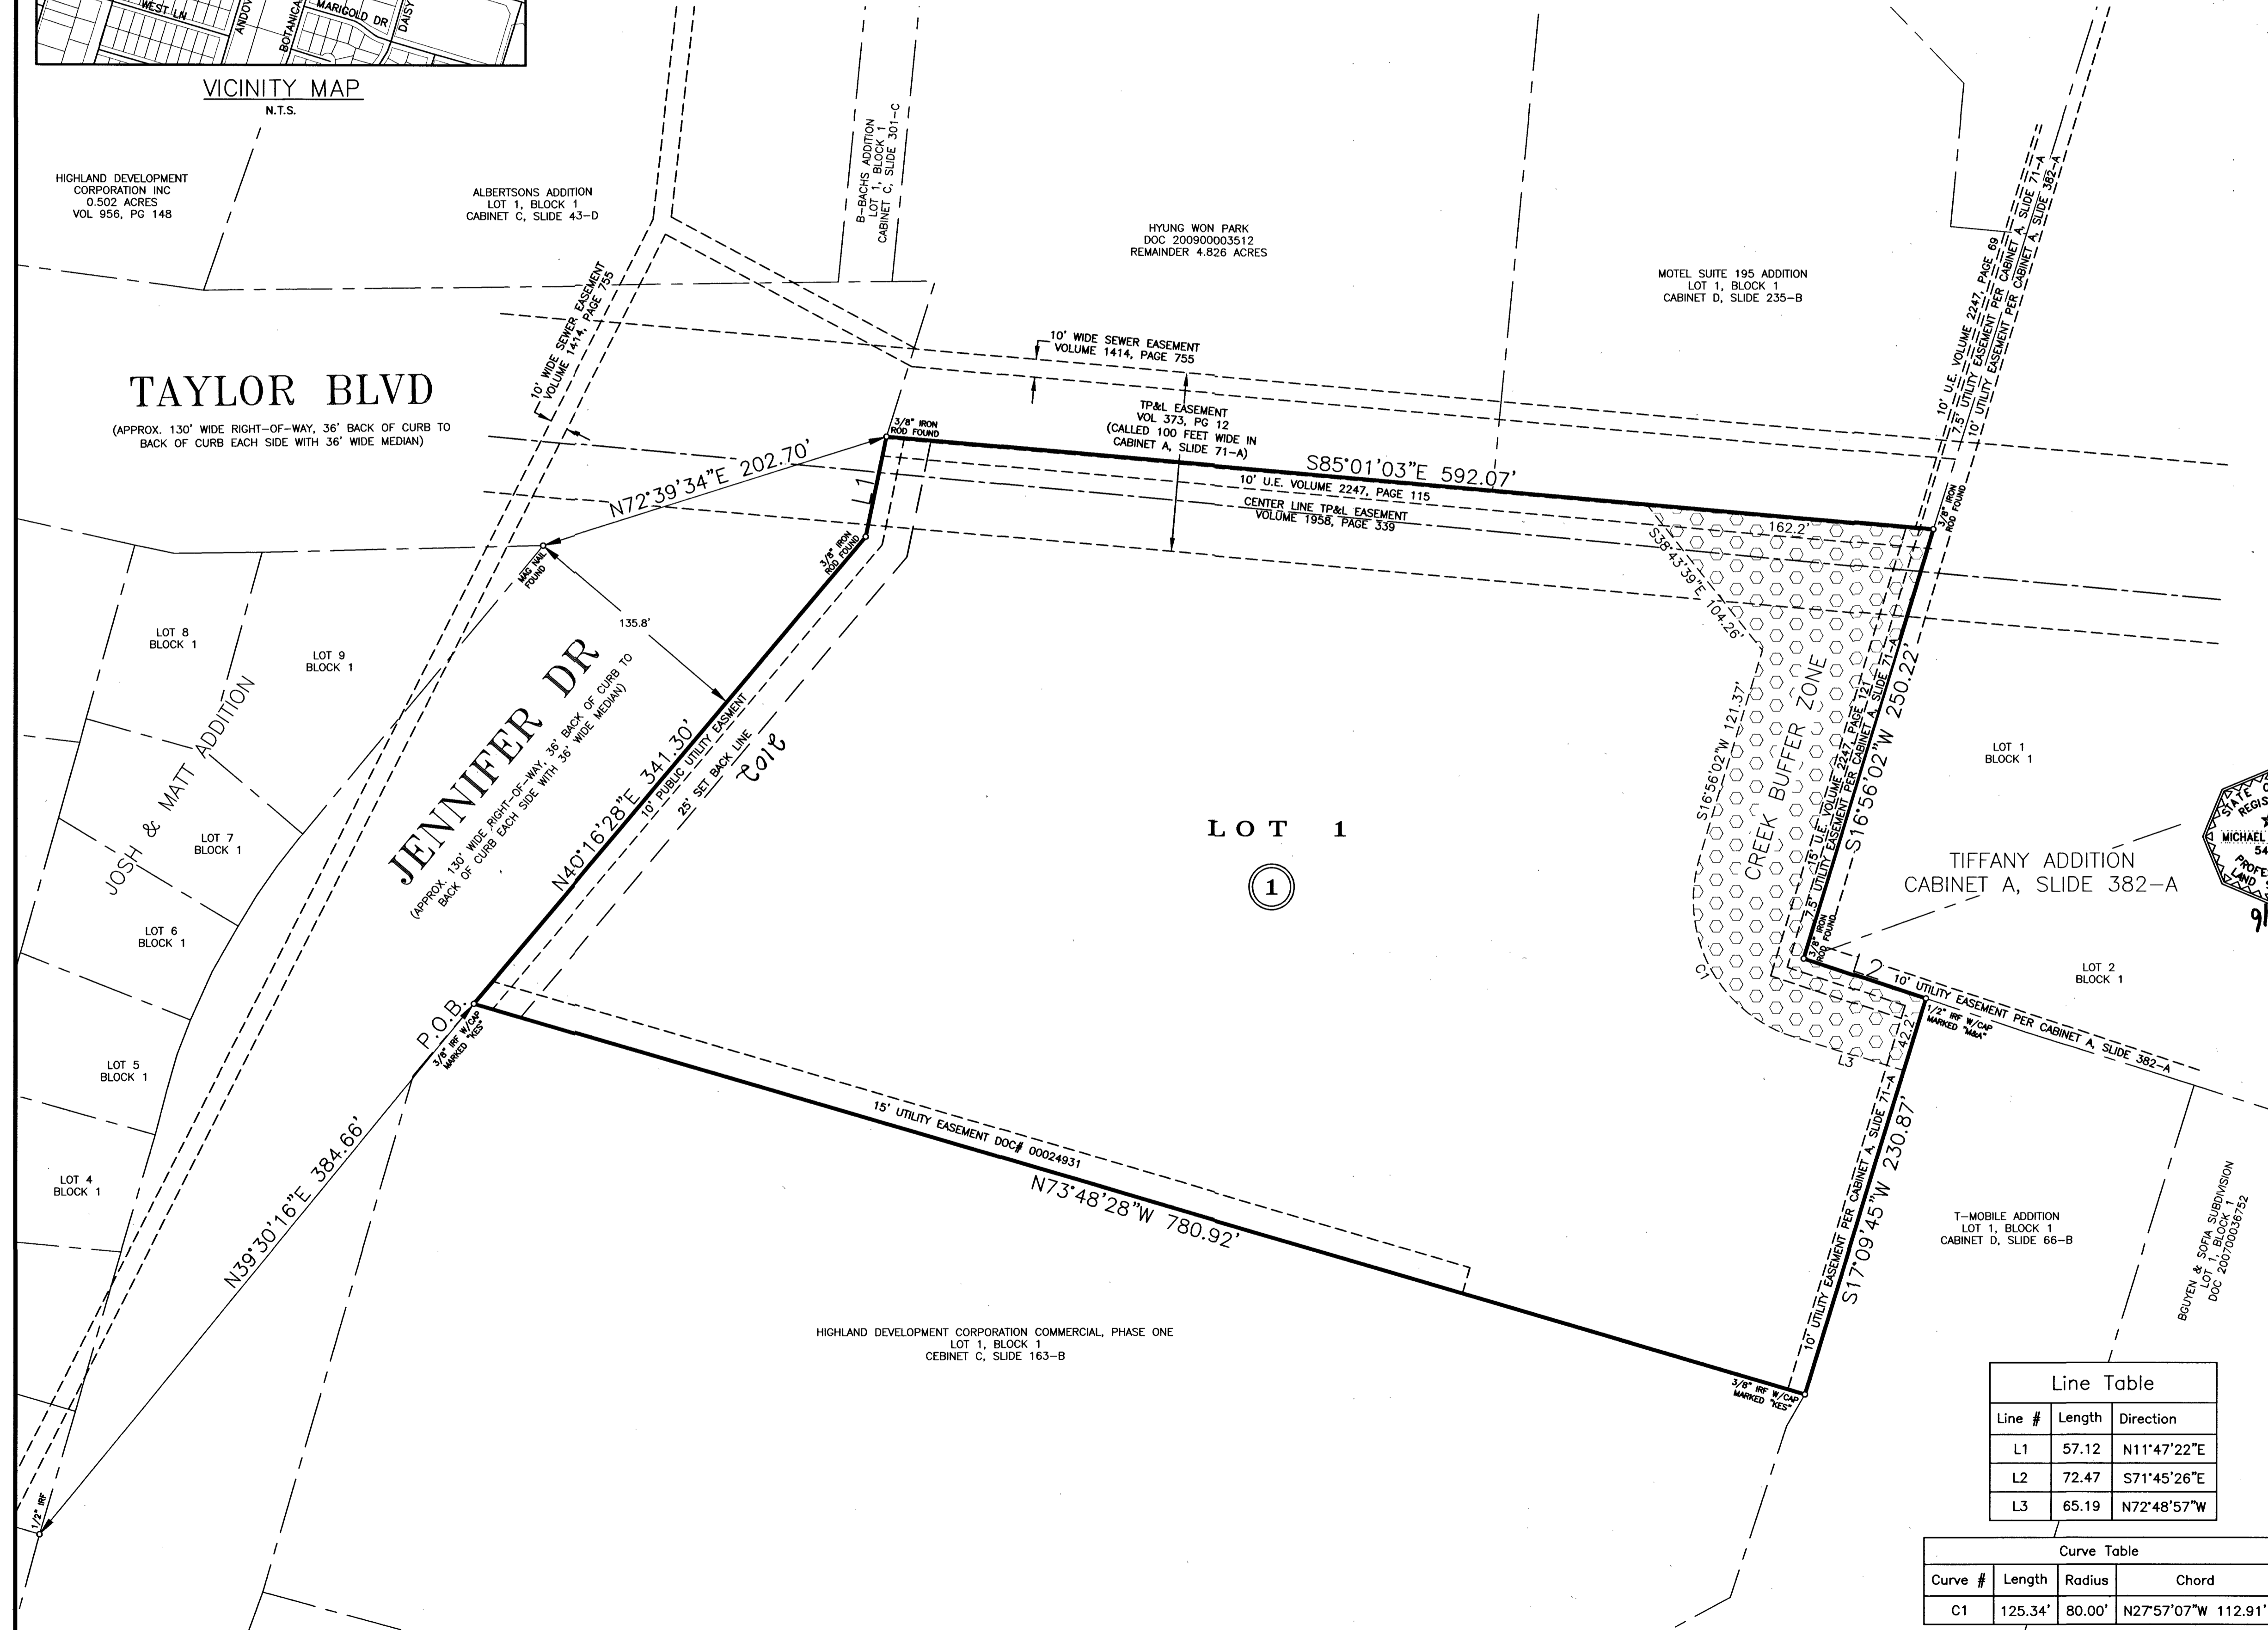 WEST LN
ANDOV
BOTANICA
MARIGOLD DR
DAISY
VICINITY MAP
N.T.S.
HIGHLAND DEVELOPMENT
CORPORATION INC
0.502 ACRES
VOL 956, PG 148
ALBERTSONS ADDITION
LOT 1, BLOCK 1
CABINET C, SLIDE 43-D
B-BACHS ADDITION
LOT 1, BLOCK 1
CABINET C, SLIDE 301-C
HYUNG WON PARK
DOC 200900003512
REMAINDER 4.826 ACRES
MOTEL SUITE 195 ADDITION
LOT 1, BLOCK 1
CABINET D, SLIDE 235-B
10' U.E. VOLUME 2247, PAGE 69
7.5' UTILITY EASEMENT PER CABINET A, SLIDE 71-A
10' UTILITY EASEMENT PER CABINET A, SLIDE 382-A
10' WIDE SEWER EASEMENT
VOLUME 1414, PAGE 755
10' WIDE SEWER EASEMENT
VOLUME 1414, PAGE 755
TAYLOR BLVD
(APPROX. 130' WIDE RIGHT-OF-WAY, 36' BACK OF CURB TO
BACK OF CURB EACH SIDE WITH 36' WIDE MEDIAN)
TP&L EASEMENT
VOL 373, PG 12
(CALLED 100 FEET WIDE IN
CABINET A, SLIDE 71-A)
3/8" IRON
ROD FOUND
N72°39'34"E 202.70'
L1
S85°01'03"E 592.07'
10' U.E. VOLUME 2247, PAGE 115
CENTER LINE TP&L EASEMENT
VOLUME 1958, PAGE 339
162.2'
3/8" IRON
ROD FOUND
S38°43'39"E 104.26'
3/8" IRON
ROD FOUND
MAG NAIL
FOUND
135.8'
LOT 8
BLOCK 1
LOT 9
BLOCK 1
JOSH & MATT ADDITION
LOT 7
BLOCK 1
LOT 6
BLOCK 1
LOT 5
BLOCK 1
LOT 4
BLOCK 1
JENNIFER DR
(APPROX. 130' WIDE RIGHT-OF-WAY, 36' BACK OF CURB TO
BACK OF CURB EACH SIDE WITH 36' WIDE MEDIAN)
N40°16'28"E 341.30'
10' PUBLIC UTILITY EASMENT
25' SET BACK LINE
LOT 1
1
S16°56'02"W 121.37'
CREEK BUFFER ZONE
15' U.E. VOLUME 2247, PAGE 121
7.5' UTILITY EASEMENT PER CABINET A, SLIDE 71-A
S16°56'02"W 250.22'
LOT 1
BLOCK 1
TIFFANY ADDITION
CABINET A, SLIDE 382-A
STATE O
REGIS
MICHAEL
54
PROFE
LAND
LOT 2
BLOCK 1
3/8" IRON
ROD FOUND
L2
10' UTILITY EASEMENT PER CABINET A, SLIDE 382-A
1/2" IRF W/CAP
MARKED "M&A"
42.2'
C1
L3
P.O.B.
3/8" IRF W/CAP
MARKED "KES"
15' UTILITY EASEMENT DOC# 00024931
N73°48'28"W 780.92'
10' UTILITY EASEMENT PER CABINET A, SLIDE 71-A
S17°09'45"W 230.87'
N39°30'16"E 384.66'
1/2" IRF
T-MOBILE ADDITION
LOT 1, BLOCK 1
CABINET D, SLIDE 66-B
BGUYEN & SOFIA SUBDIVISION
LOT 1, BLOCK 1
DOC 200700036752
HIGHLAND DEVELOPMENT CORPORATION COMMERCIAL, PHASE ONE
LOT 1, BLOCK 1
CEBINET C, SLIDE 163-B
3/8" IRF W/CAP
MARKED "KES"
Line Table
Line # Length Direction
L1 57.12 N11°47'22"E
L2 72.47 S71°45'26"E
L3 65.19 N72°48'57"W
Curve Table
Curve # Length Radius Chord
C1 125.34' 80.00' N27°57'07"W 112.91'